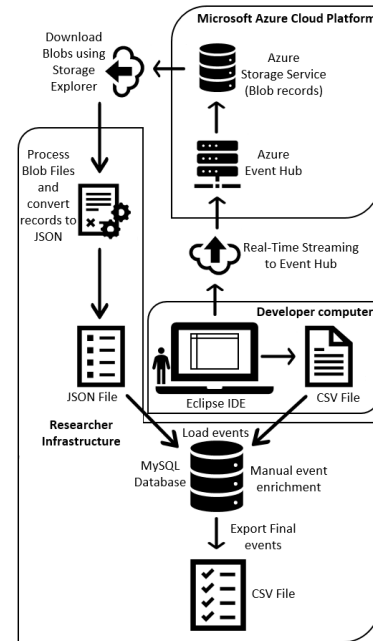 Microsoft Azure Cloud Platform
Download
Blobs using
Storage
Explorer
Azure
Storage Service
(Blob records)
Azure
Event Hub
Process
Blob Files
and
convert
records to
JSON
Real-Time Streaming
to Event Hub
Developer computer
JSON File
Eclipse IDE
CSV File
Researcher
Infrastructure
Load events
MySQL
Database
Manual event
enrichment
Export Final
events
CSV File